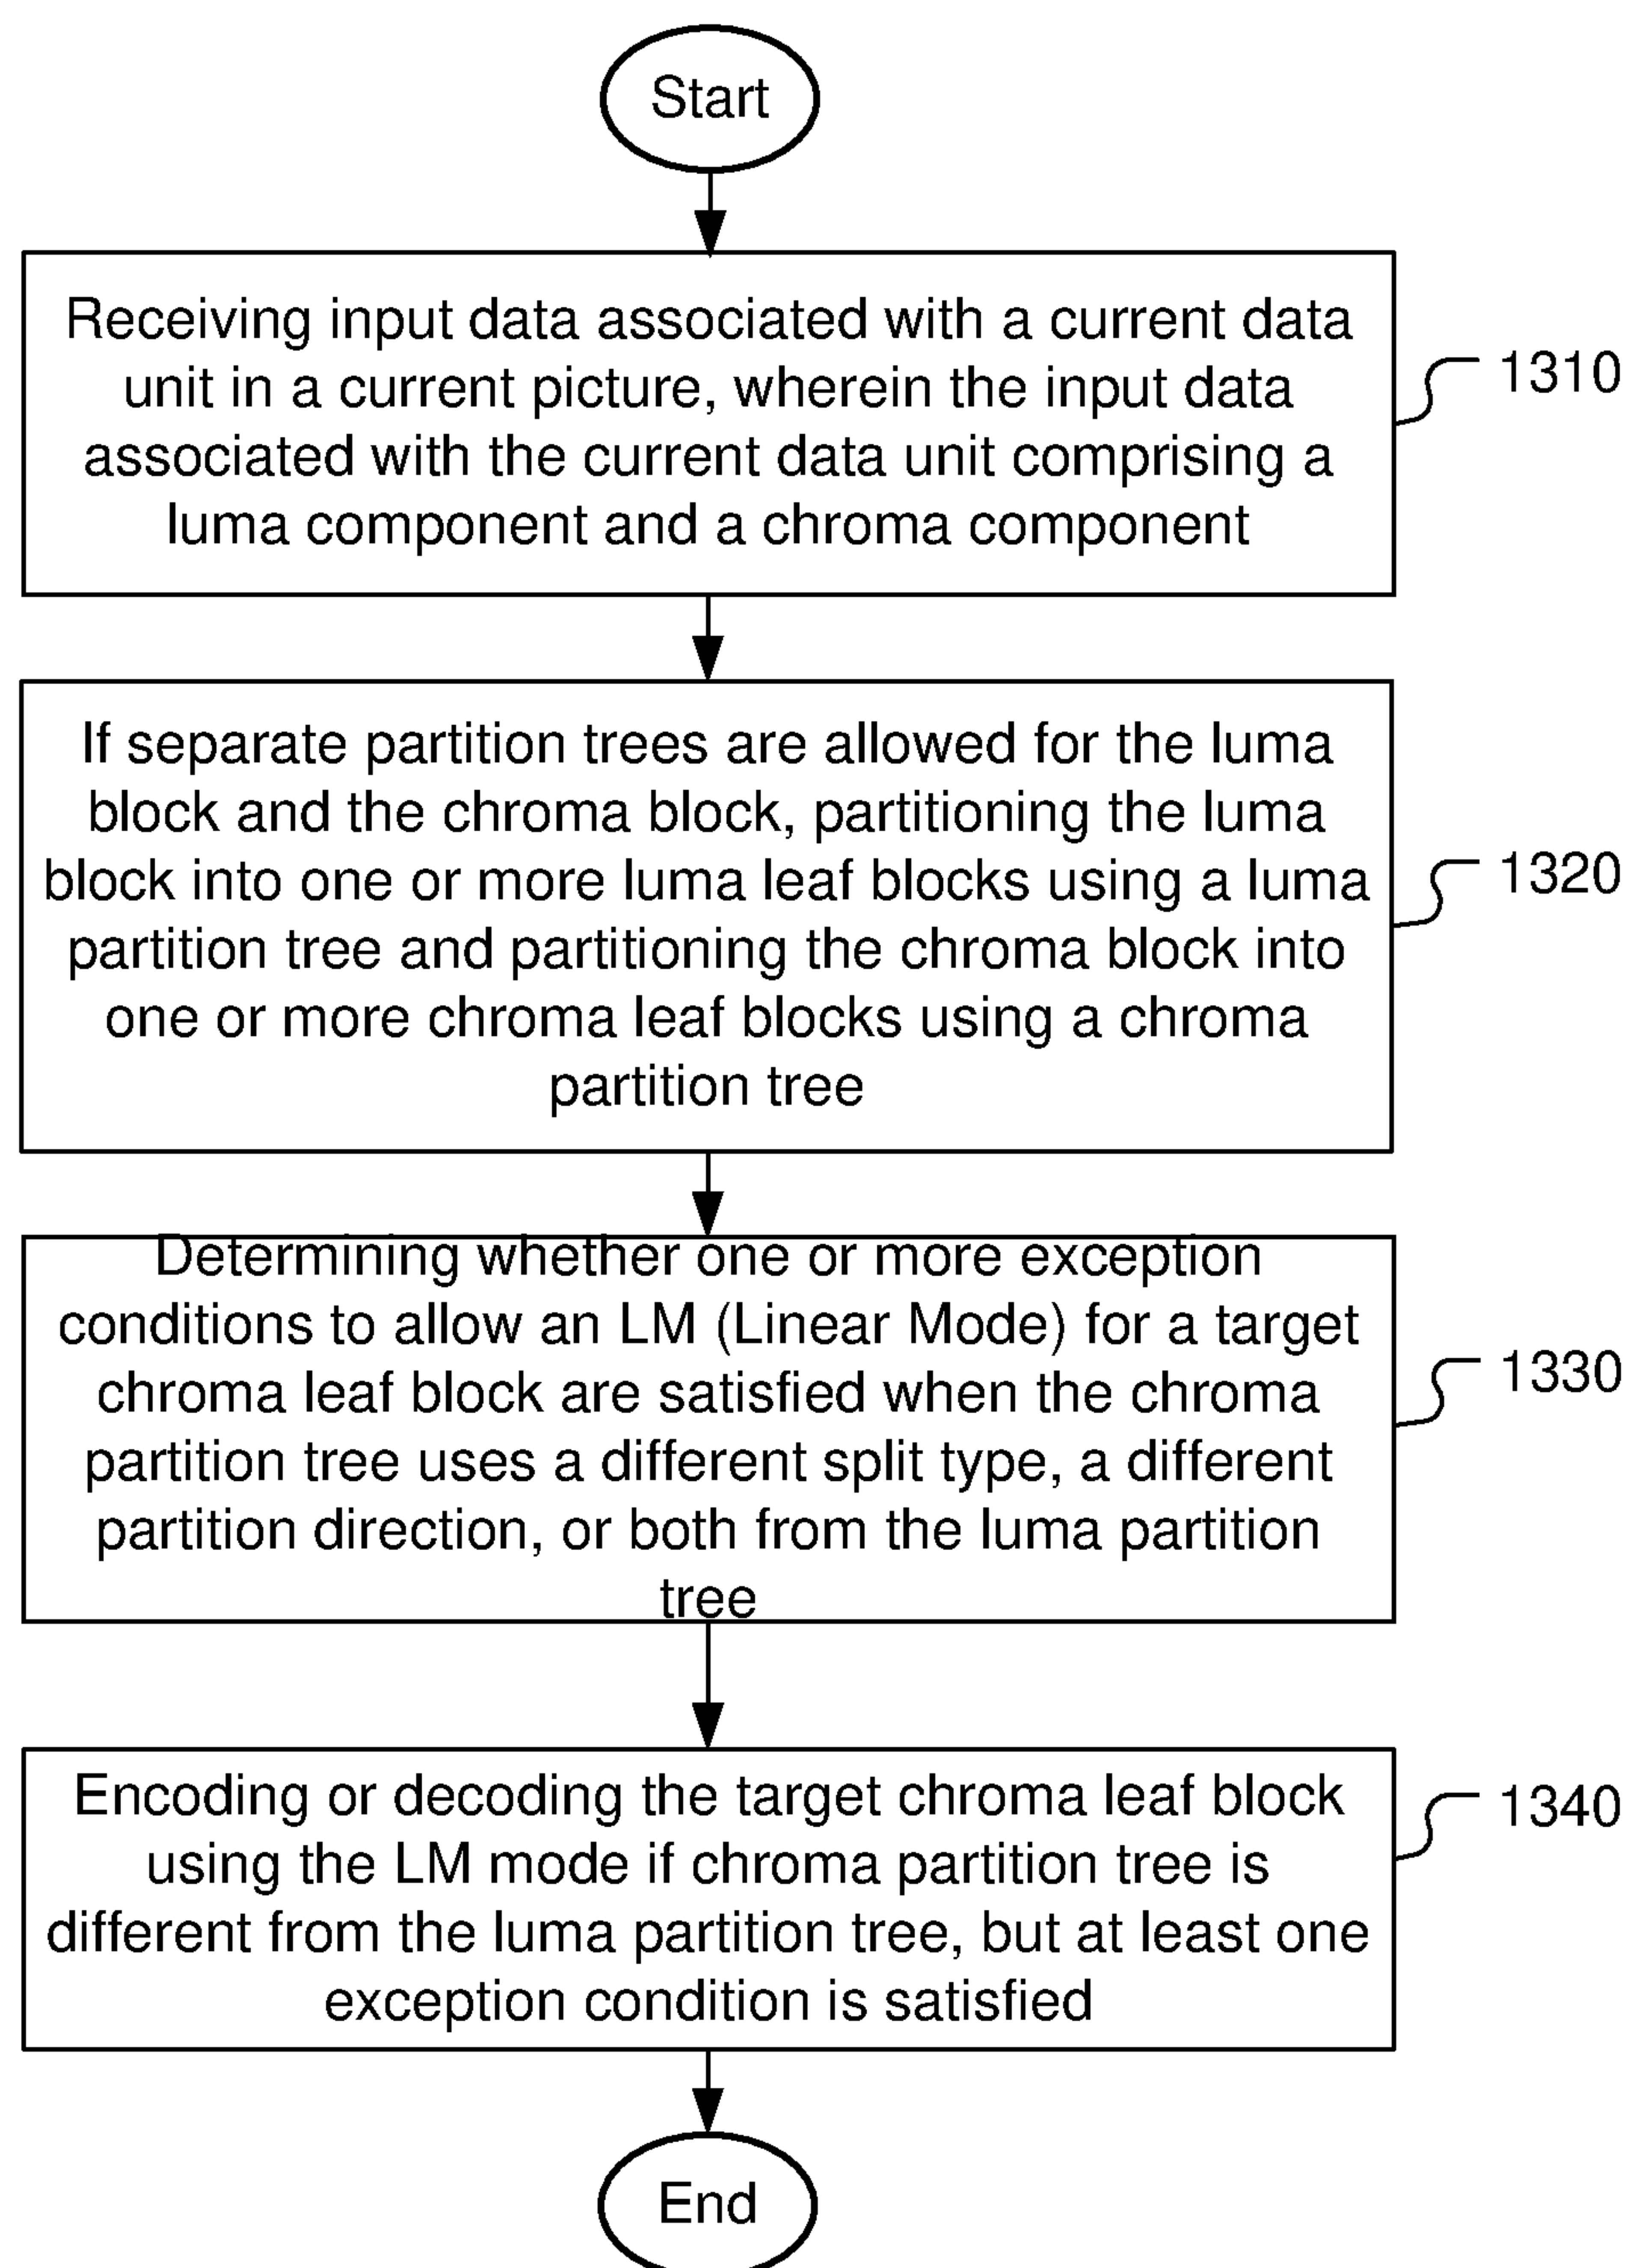 Start
Receiving input data associated with a current data
unit in a current picture, wherein the input data
associated with the current data unit comprising a
luma component and a chroma component
1310
If separate partition trees are allowed for the luma
block and the chroma block, partitioning the luma
block into one or more luma leaf blocks using a luma
partition tree and partitioning the chroma block into
one or more chroma leaf blocks using a chroma
partition tree
1320
Determining whether one or more exception
conditions to allow an LM (Linear Mode) for a target
chroma leaf block are satisfied when the chroma
partition tree uses a different split type, a different
partition direction, or both from the luma partition
tree
1330
Encoding or decoding the target chroma leaf block
using the LM mode if chroma partition tree is
different from the luma partition tree, but at least one
exception condition is satisfied
1340
End